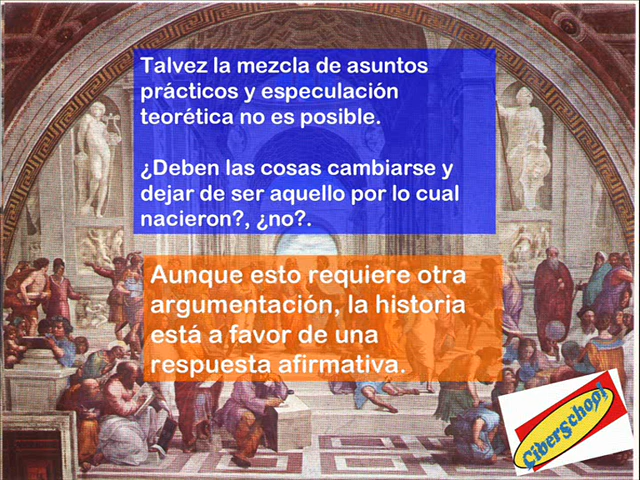 Talvez la mezcla de asuntos
prácticos y especulación
teorética no es posible.
¿Deben las cosas cambiarse y
dejar de ser aquello por lo cual
nacieron?, ¿no?.
Aunque esto requiere otra
argumentación, la historia
está a favor de una
respuesta afirmativa.
CiberSchool